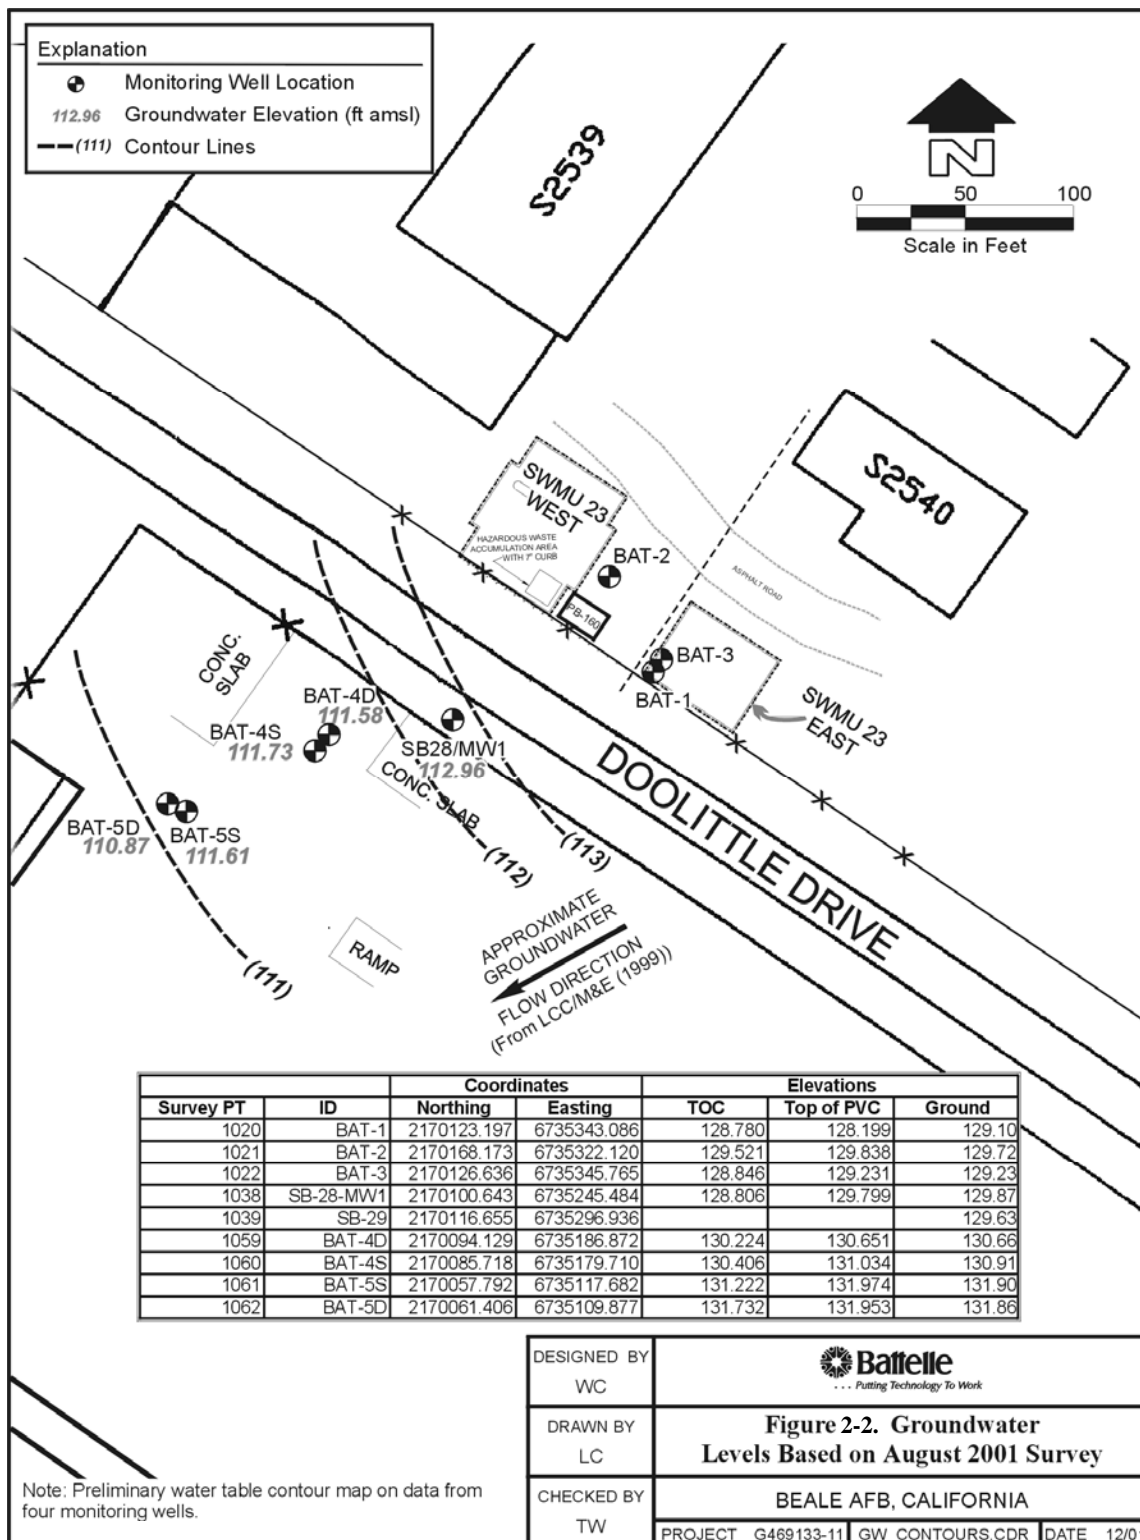 Explanation
Monitoring Well Location
112.96 Groundwater Elevation (ft amsl)
(111) Contour Lines
S2539
N
0 50 100
Scale in Feet
S2540
SWMU 23
WEST
HAZARDOUS WASTE
ACCUMULATION AREA
WITH 7" CURB
BAT-2
ASPHALT ROAD
PB-160
BAT-3
BAT-1
SWMU 23
EAST
CONC.
SLAB
BAT-4D
111.58
BAT-4S
111.73
SB28/MW1
112.96
CONC. SLAB
DOOLITTLE DRIVE
BAT-5D
110.87
BAT-5S
111.61
(113)
(112)
(111)
RAMP
APPROXIMATE
GROUNDWATER
FLOW DIRECTION
(From LCC/M&E (1999))
Coordinates Elevations
Survey PT ID Northing Easting TOC Top of PVC Ground
1020 BAT-1 2170123.197 6735343.086 128.780 128.199 129.10
1021 BAT-2 2170168.173 6735322.120 129.521 129.838 129.72
1022 BAT-3 2170126.636 6735345.765 128.846 129.231 129.23
1038 SB-28-MW1 2170100.643 6735245.484 128.806 129.799 129.87
1039 SB-29 2170116.655 6735296.936 129.63
1059 BAT-4D 2170094.129 6735186.872 130.224 130.651 130.66
1060 BAT-4S 2170085.718 6735179.710 130.406 131.034 130.91
1061 BAT-5S 2170057.792 6735117.682 131.222 131.974 131.90
1062 BAT-5D 2170061.406 6735109.877 131.732 131.953 131.86
DESIGNED BY
WC
Battelle
. . . Putting Technology To Work
DRAWN BY
LC
Figure 2-2. Groundwater
Levels Based on August 2001 Survey
CHECKED BY
TW
BEALE AFB, CALIFORNIA
PROJECT G469133-11 GW_CONTOURS.CDR DATE 12/01
Note: Preliminary water table contour map on data from
four monitoring wells.